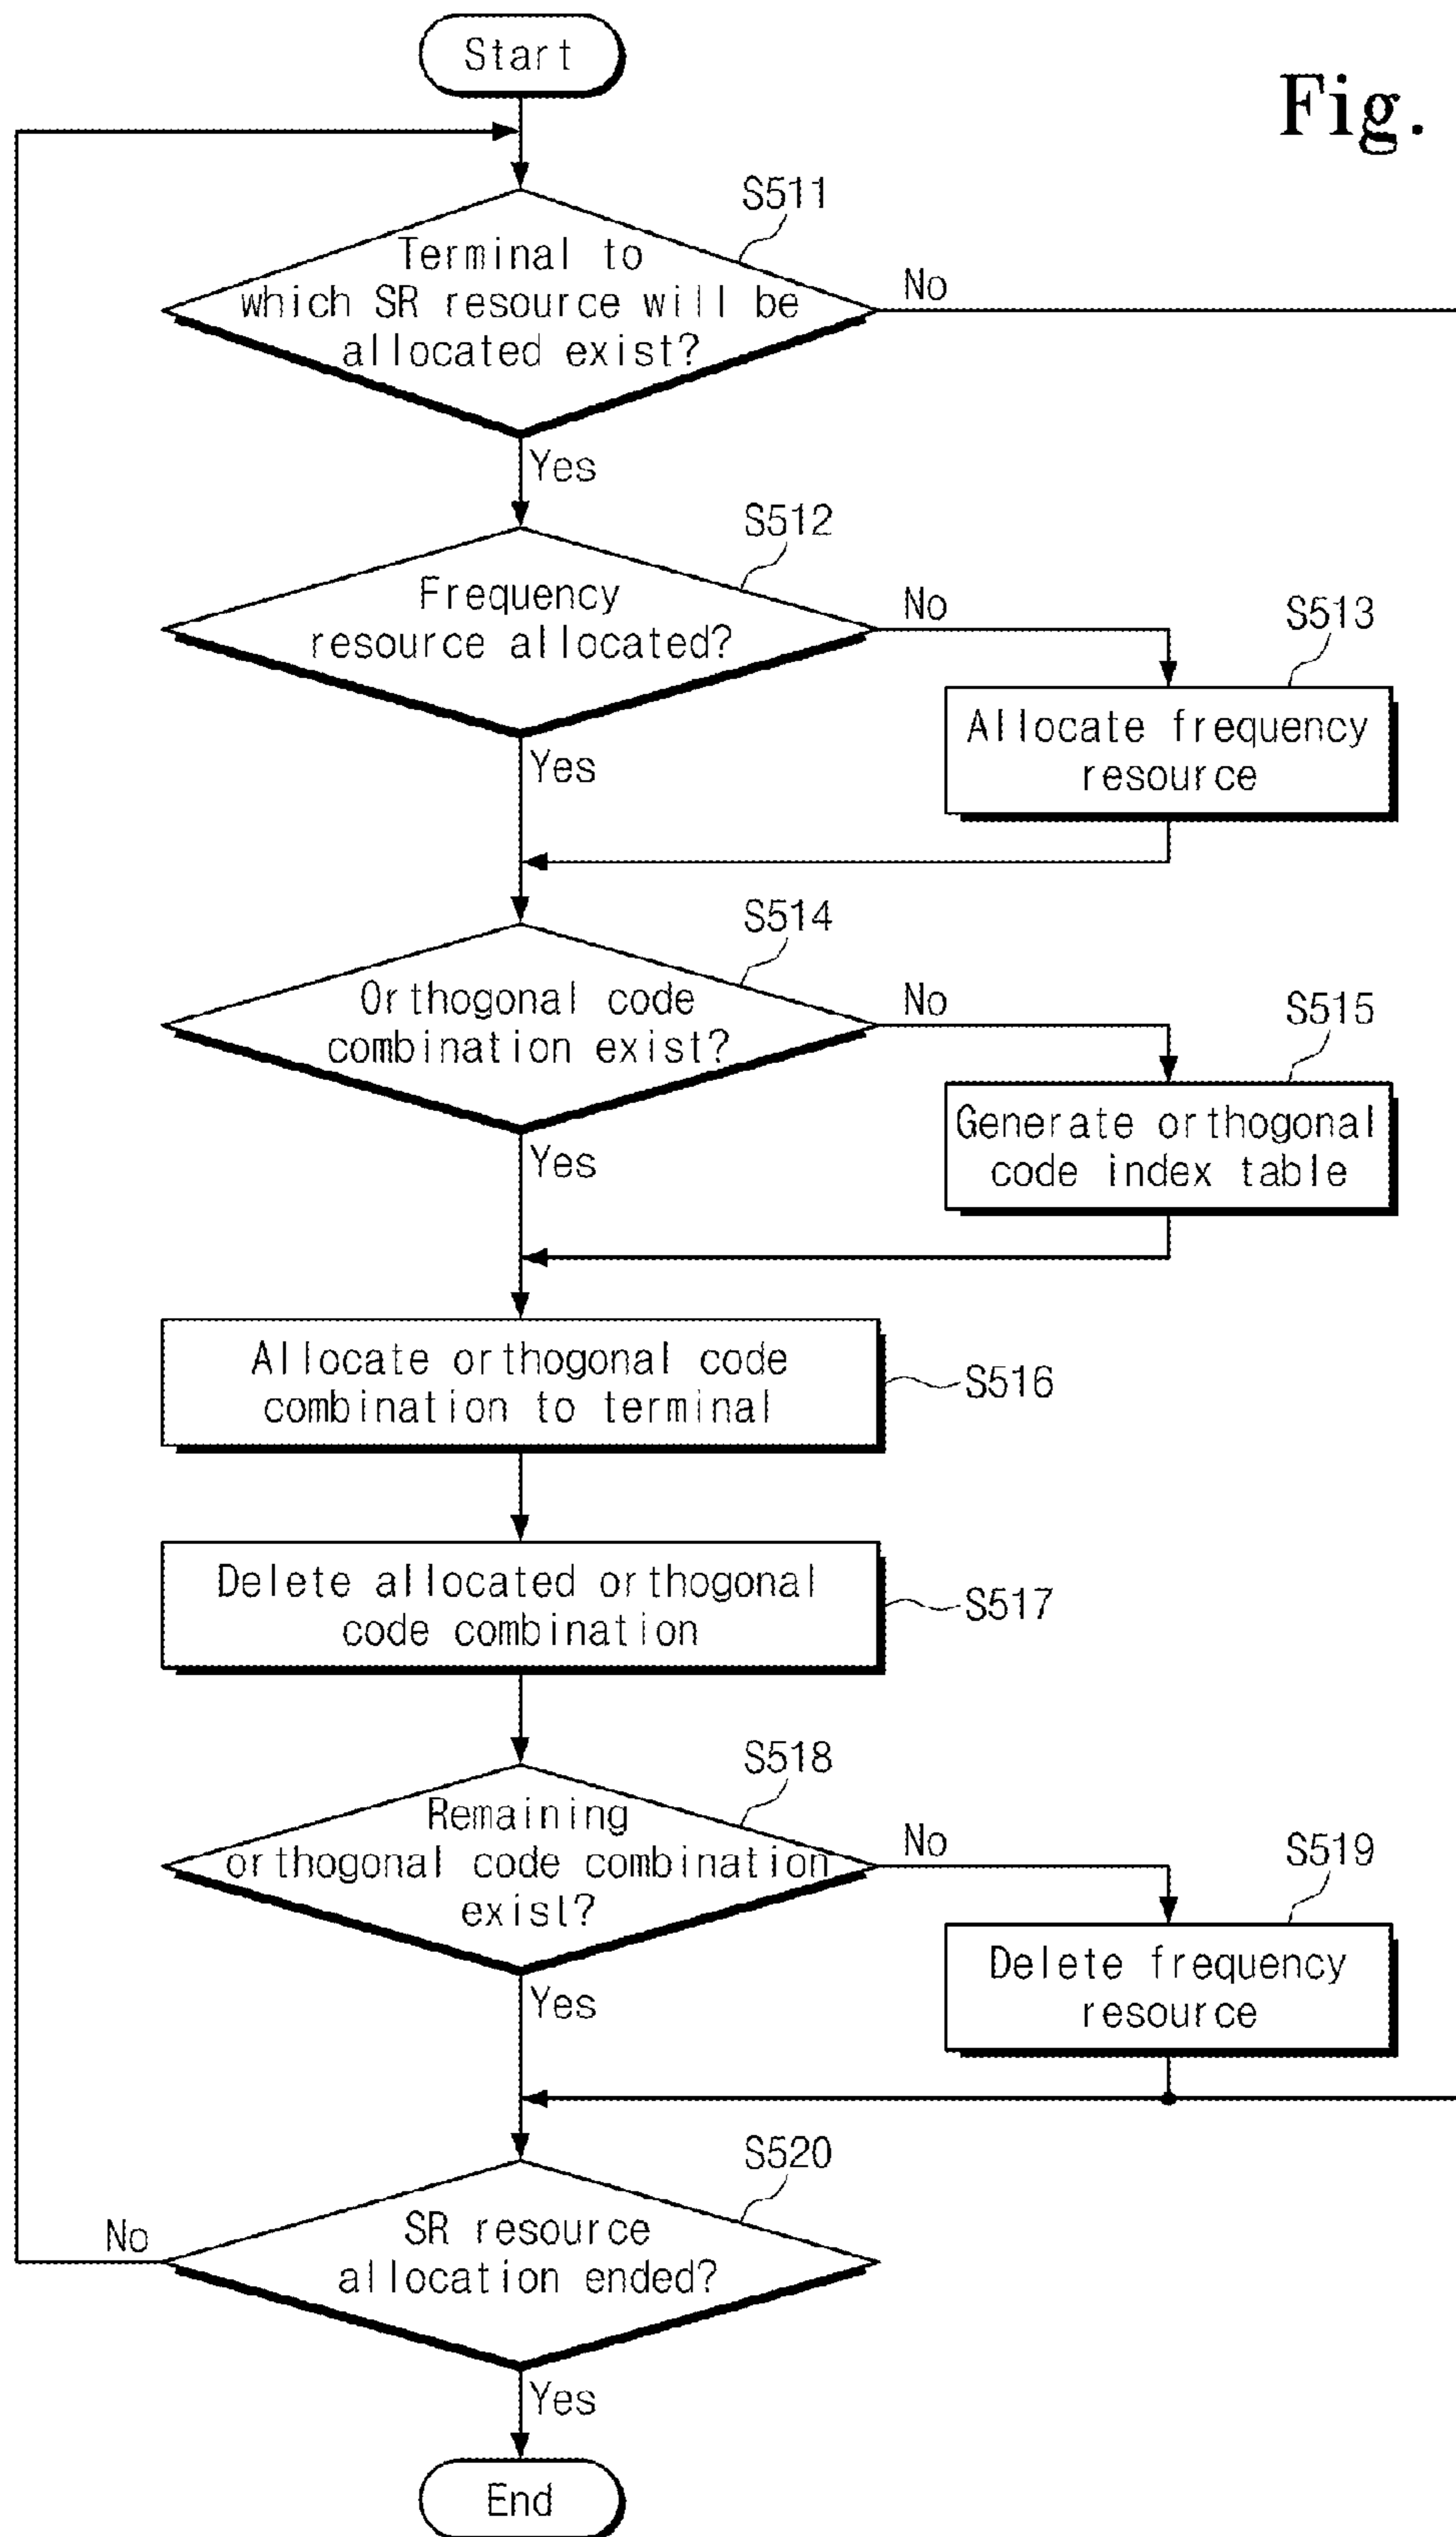 Start
Fig.
S511
Terminal to
which SR resource will be
allocated exist?
No
Yes
S512
Frequency
resource allocated?
No
S513
Allocate frequency
resource
Yes
S514
Orthogonal code
combination exist?
No
S515
Generate orthogonal
code index table
Yes
Allocate orthogonal code
combination to terminal
S516
Delete allocated orthogonal
code combination
S517
S518
Remaining
orthogonal code combination
exist?
No
S519
Delete frequency
resource
Yes
S520
SR resource
allocation ended?
No
Yes
End